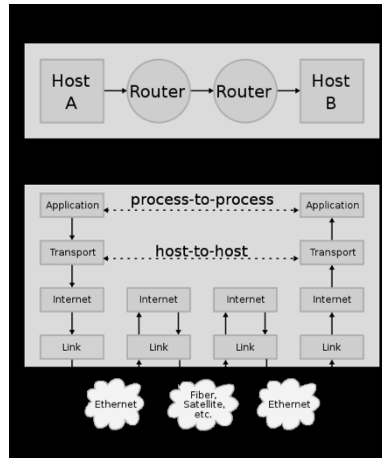 Host
A
Router
Router
Host
B
Application
process-to-process
Application
Transport
host-to-host
Transport
Internet
Internet
Internet
Internet
Link
Link
Link
Link
Ethernet
Fiber,
Satellite,
etc.
Ethernet